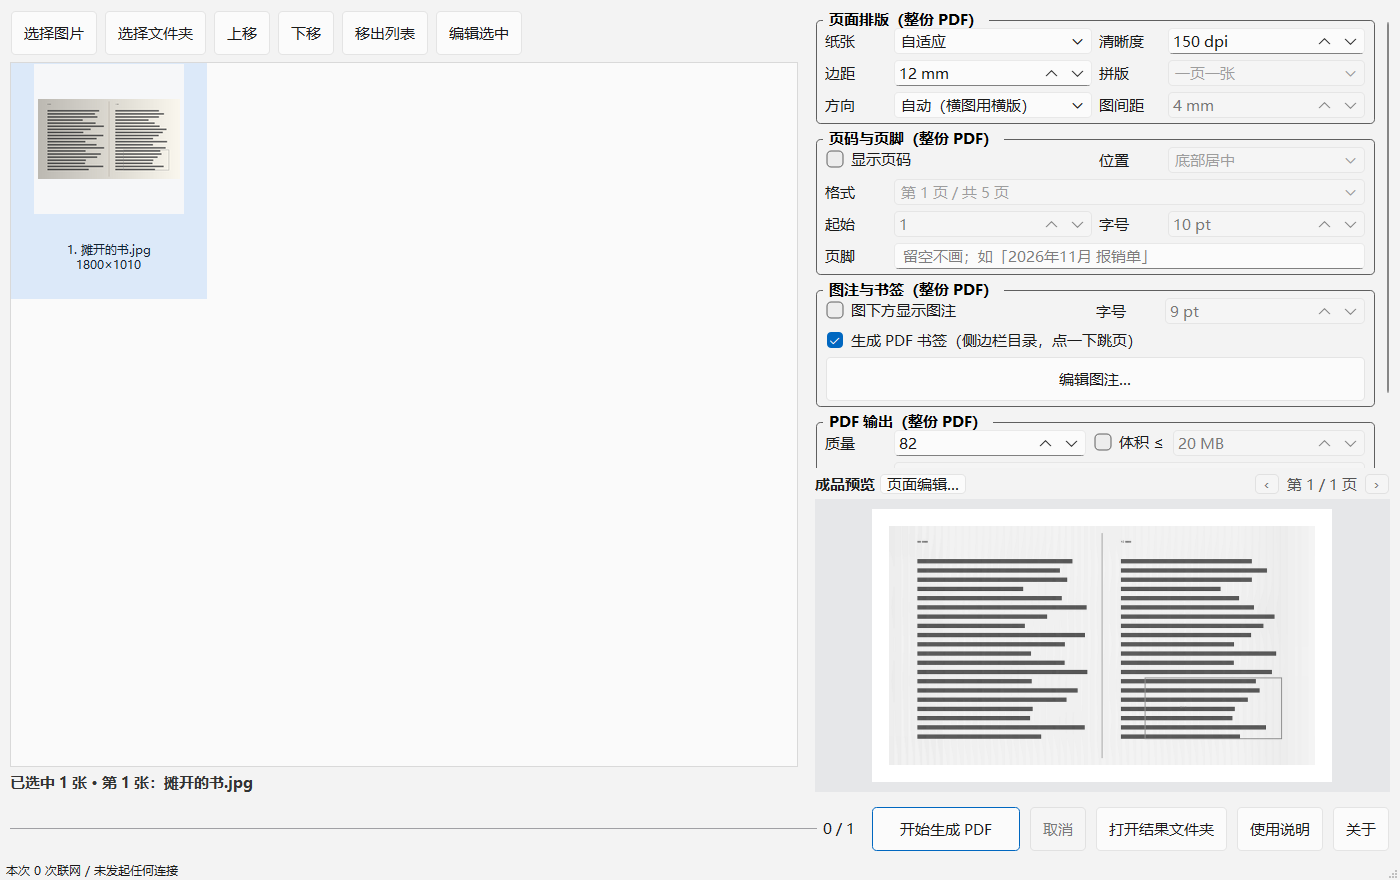 选择图片 选择文件夹 上移 下移 移出列表 编辑选中
1. 摊开的书.jpg
1800×1010
已选中 1 张 • 第 1 张：摊开的书.jpg
页面排版（整份 PDF）
纸张 自适应 清晰度 150 dpi
边距 12 mm 拼版 一页一张
方向 自动（横图用横版） 图间距 4 mm
页码与页脚（整份 PDF）
显示页码 位置 底部居中
格式 第 1 页 / 共 5 页
起始 1 字号 10 pt
页脚 留空不画；如「2026年11月 报销单」
图注与书签（整份 PDF）
图下方显示图注 字号 9 pt
生成 PDF 书签（侧边栏目录，点一下跳页）
编辑图注...
PDF 输出（整份 PDF）
质量 82 体积 ≤ 20 MB
成品预览 页面编辑... ‹ 第 1 / 1 页 ›
0 / 1 开始生成 PDF 取消 打开结果文件夹 使用说明 关于
本次 0 次联网 / 未发起任何连接